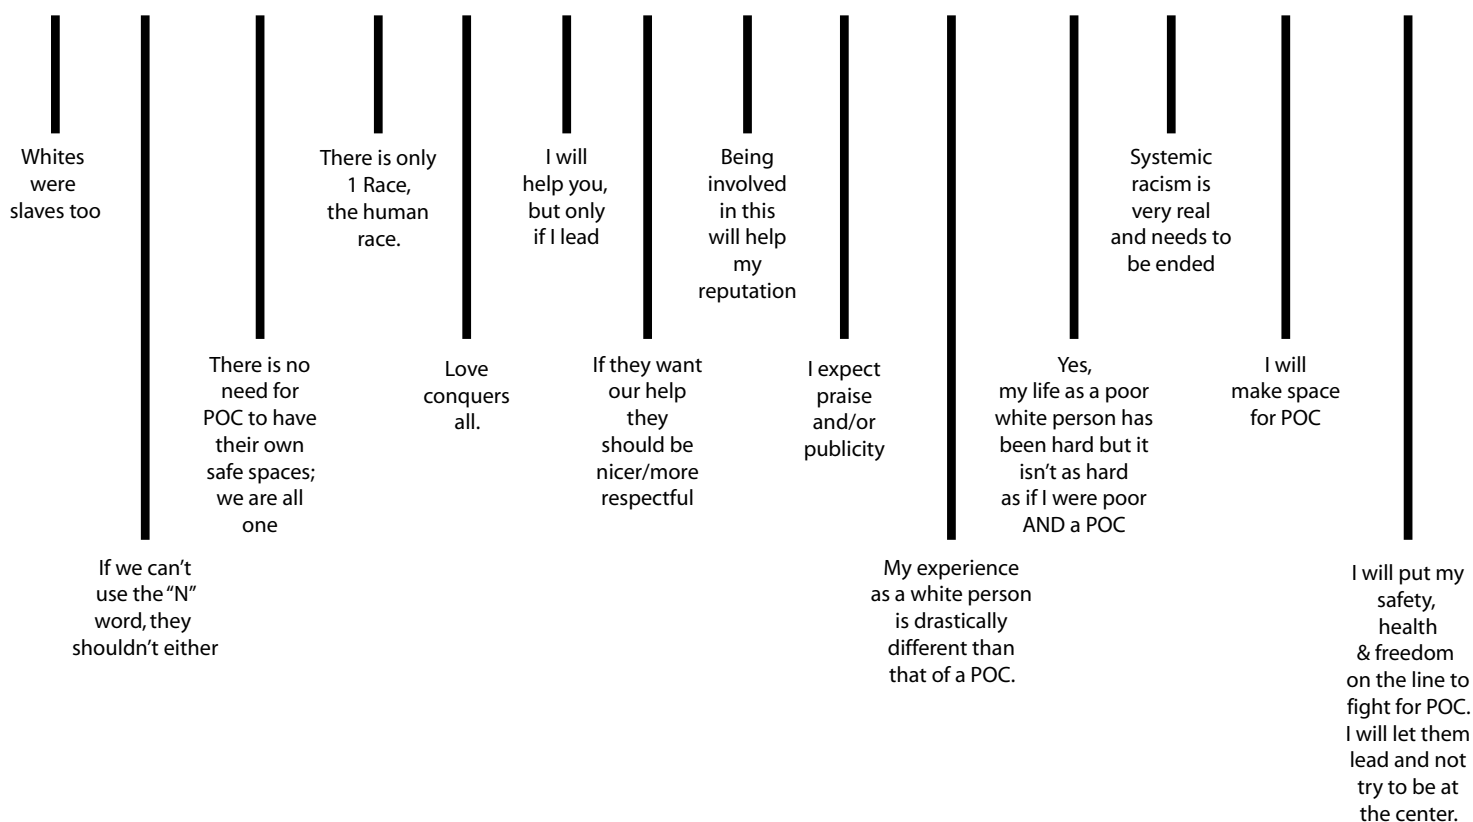 Whites
were
slaves too
If we can't
use the "N"
word, they
shouldn't either
There is no
need for
POC to have
their own
safe spaces;
we are all
one
There is only
1 Race,
the human
race.
Love
conquers
all.
I will
help you,
but only
if I lead
If they want
our help
they
should be
nicer/more
respectful
Being
involved
in this
will help
my
reputation
I expect
praise
and/or
publicity
My experience
as a white person
is drastically
different than
that of a POC.
Yes,
my life as a poor
white person has
been hard but it
isn't as hard
as if I were poor
AND a POC
Systemic
racism is
very real
and needs to
be ended
I will
make space
for POC
I will put my
safety,
health
& freedom
on the line to
fight for POC.
I will let them
lead and not
try to be at
the center.